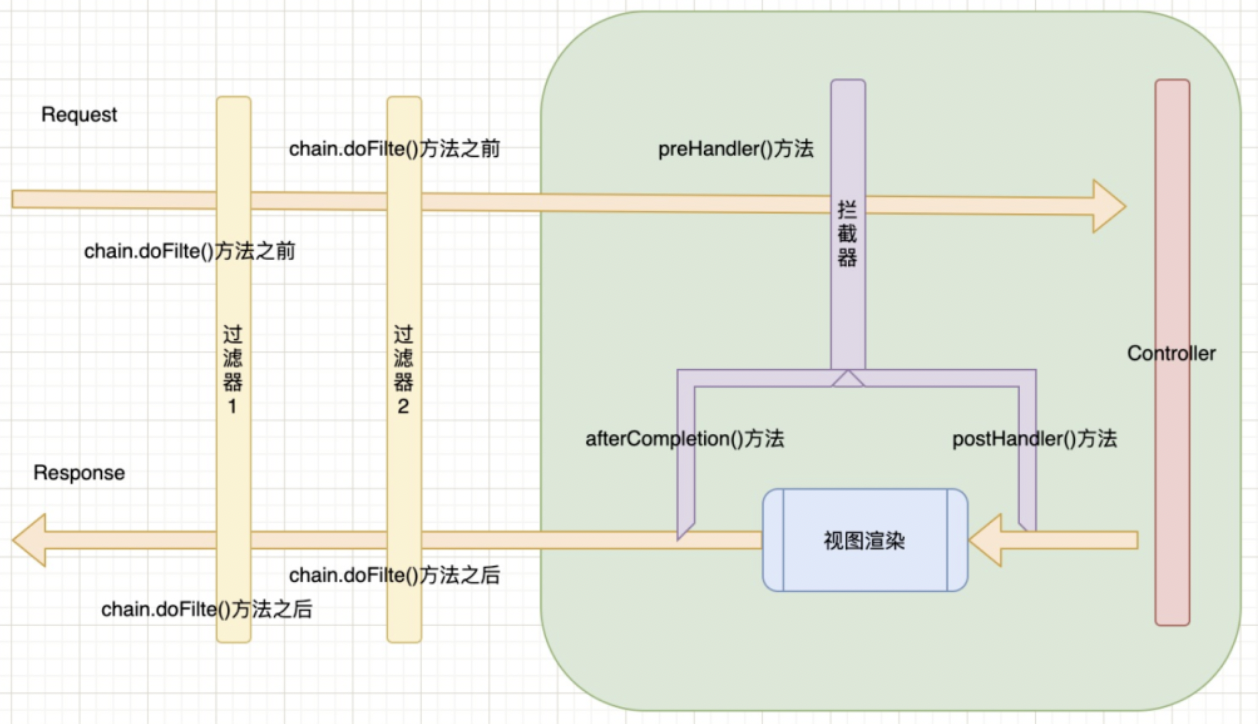 Request
chain.doFilte()方法之前
preHandler()方法
拦截器
chain.doFilte()方法之前
过滤器1
过滤器2
Controller
afterCompletion()方法
postHandler()方法
Response
视图渲染
chain.doFilte()方法之后
chain.doFilte()方法之后